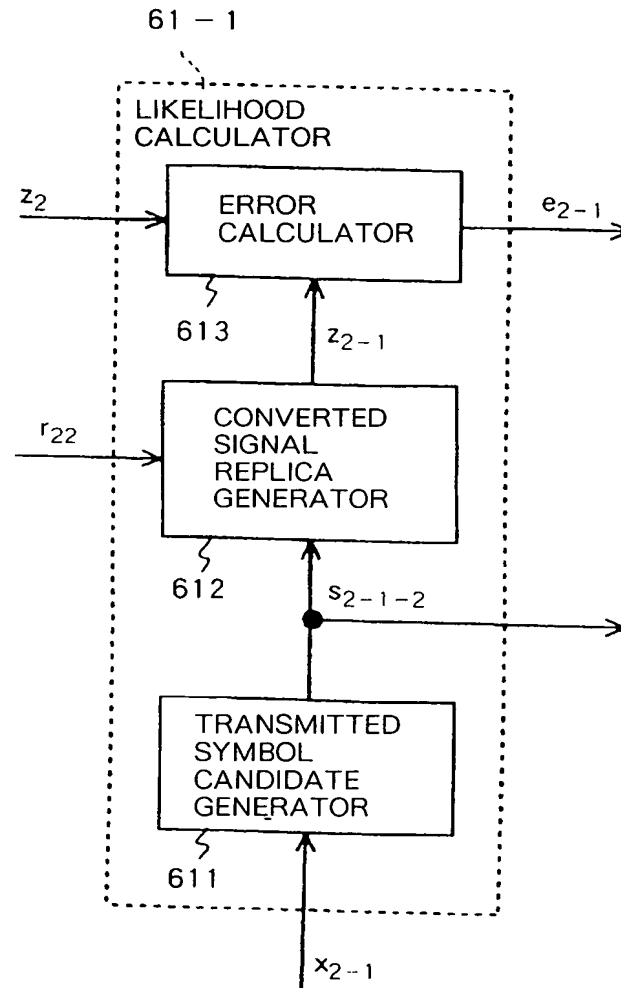 61-1
LIKELIHOOD
CALCULATOR
z2
ERROR
CALCULATOR
e2-1
613
z2-1
CONVERTED
SIGNAL
REPLICA
GENERATOR
r22
612
s2-1-2
TRANSMITTED
SYMBOL
CANDIDATE
GENERATOR
611
x2-1